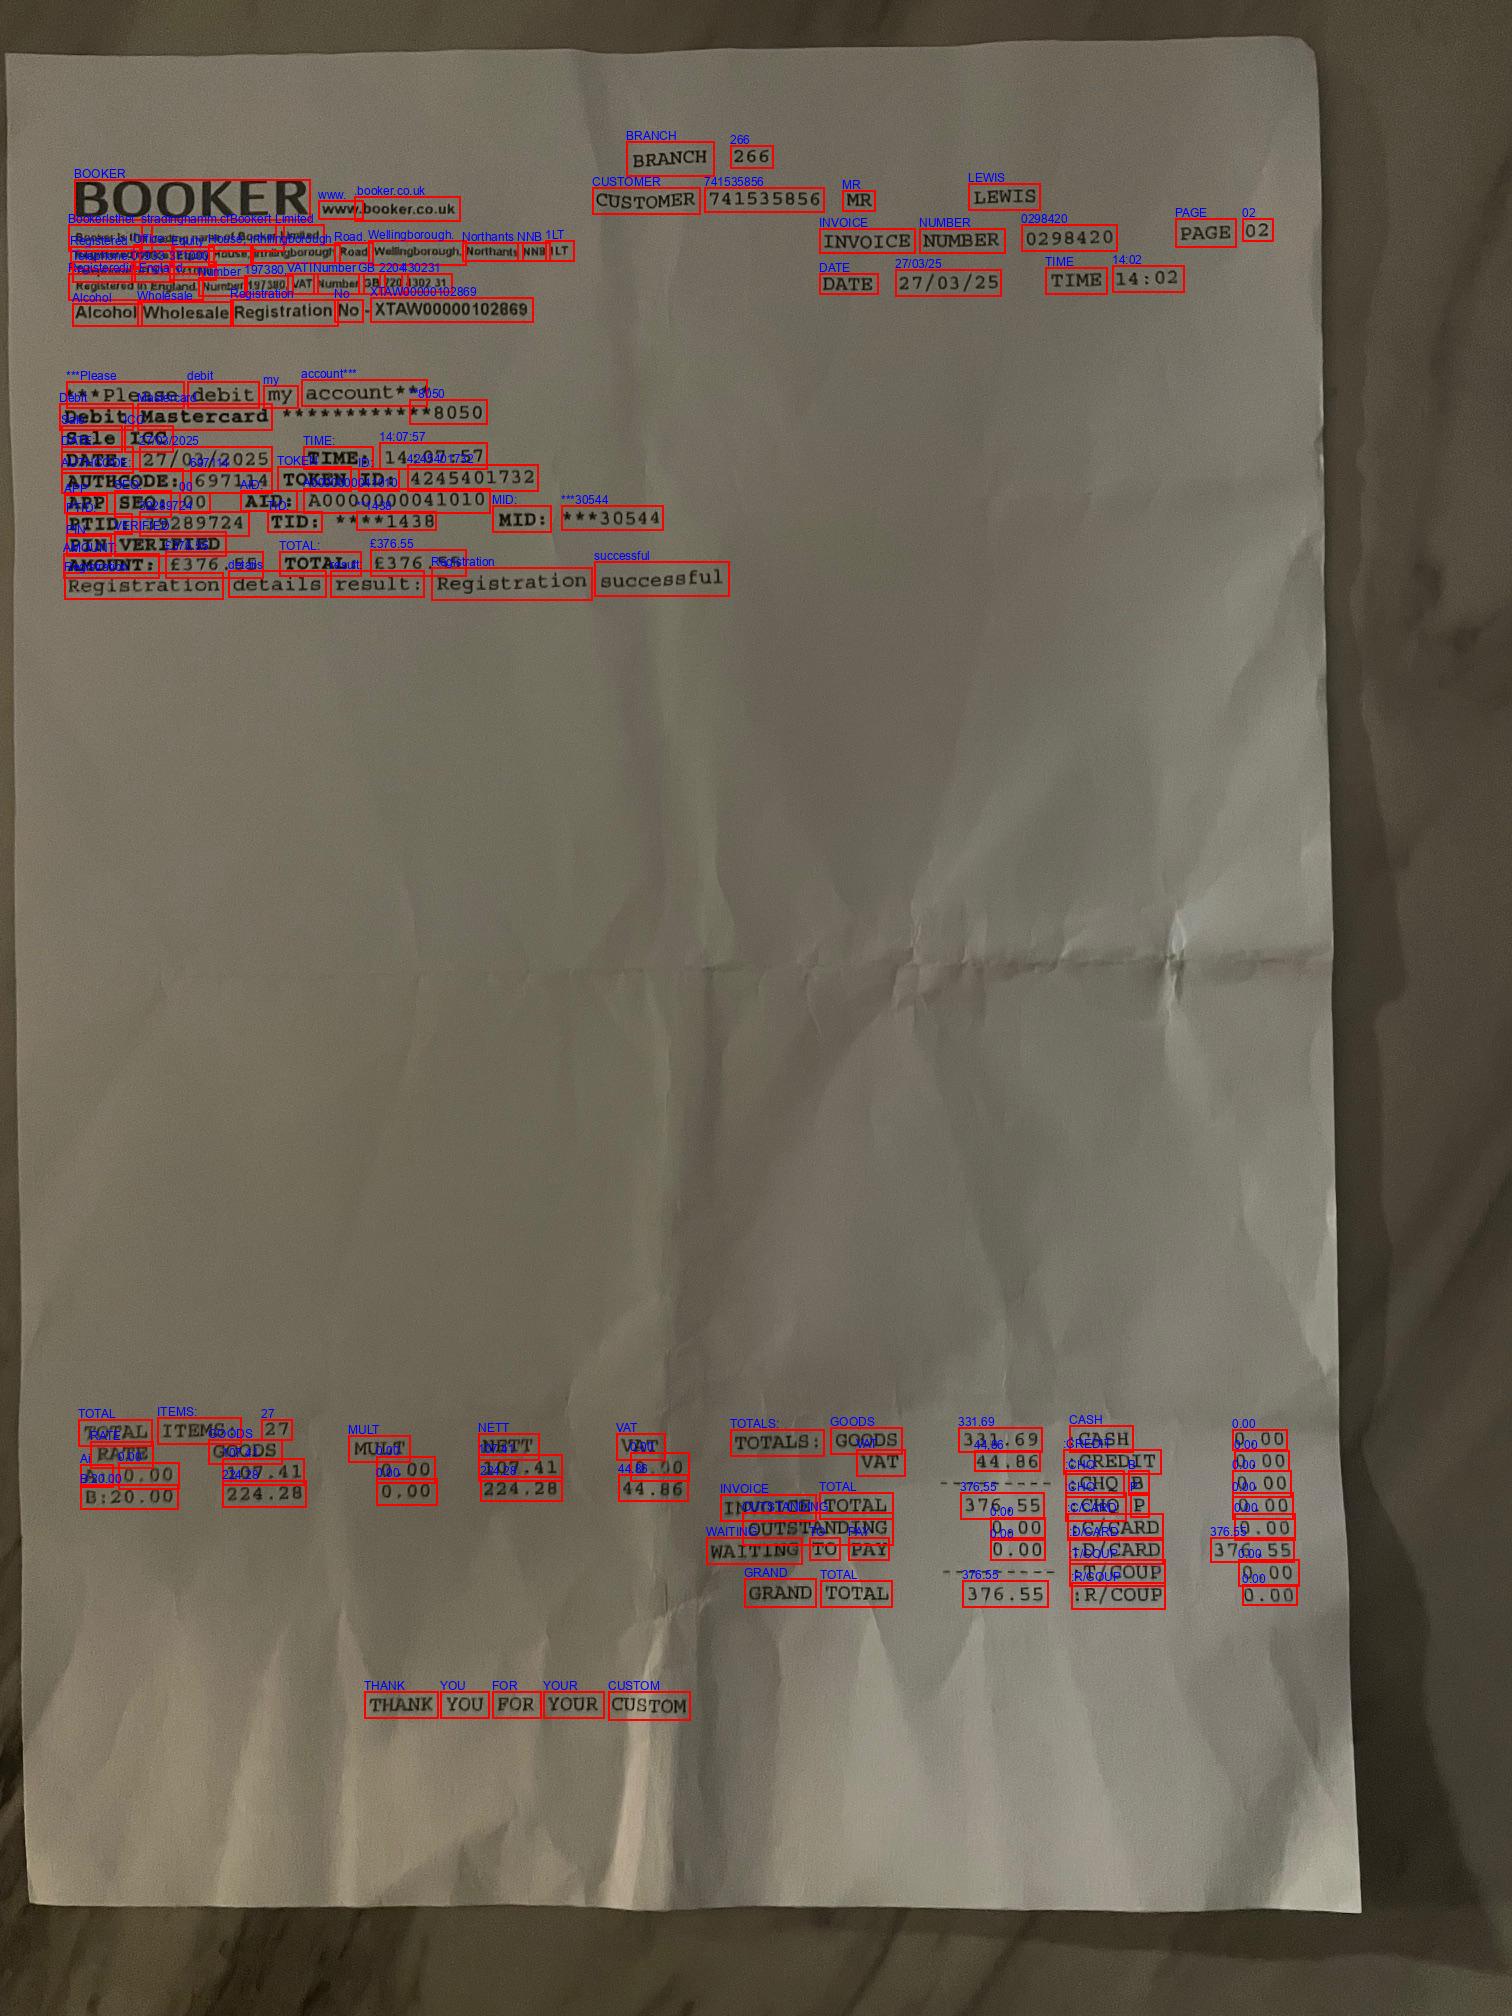 BRANCH 266
BOOKER www.booker.co.uk CUSTOMER 741535856 MR LEWIS
Booker is the trading name of Booker Limited INVOICE NUMBER 0298420 PAGE 02
Registered Office: Equity House, Irthlingborough Road, Wellingborough, Northants NN8 1LT
Registered in England, Number 197380, VAT Number GB 220 4302 31 DATE 27/03/25 TIME 14:02
Alcohol Wholesale Registration No - XTAW00000102869
***Please debit my account***
Debit Mastercard ************8050
Sale ICC
DATE: 27/03/2025 TIME: 14:07:57
AUTHCODE: 697114 TOKEN ID: 4245401732
APP SEQ: 00 AID: A0000000041010
PTID: 59289724 TID: ****1438 MID: ***30544
PIN VERIFIED
AMOUNT: £376.55 TOTAL: £376.55
Registration details result: Registration successful
TOTAL ITEMS: 27
RATE GOODS MULT NETT VAT
A: 0.00 107.41 0.00 107.41 0.00
B:20.00 224.28 0.00 224.28 44.86
TOTALS: GOODS 331.69 :CASH 0.00
VAT 44.86 :CREDIT 0.00
---------- :CHQ B 0.00
INVOICE TOTAL 376.55 :CHQ P 0.00
OUTSTANDING 0.00 :C/CARD 0.00
WAITING TO PAY 0.00 :D/CARD 376.55
---------- :T/COUP 0.00
GRAND TOTAL 376.55 :R/COUP 0.00
THANK YOU FOR YOUR CUSTOM